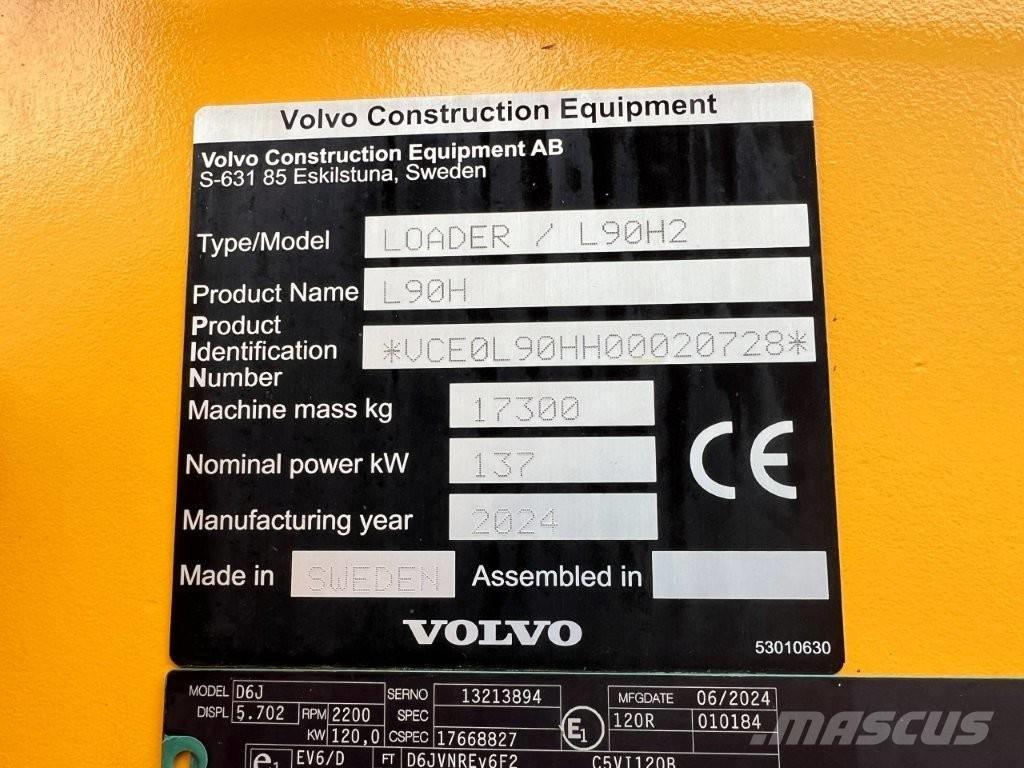 Volvo Construction Equipment
Volvo Construction Equipment AB
S-631 85 Eskilstuna, Sweden
Type/Model LOADER / L90H2
Product Name L90H
Product
Identification *VCE0L90HH00020728*
Number
Machine mass kg 17300
Nominal power kW 137
Manufacturing year 2024
Made in SWEDEN Assembled in
VOLVO
53010630
MODEL D6J SERNO 13213894 MFGDATE 06/2024
DISPL 5.702 RPM 2200 SPEC E1 120R 010184
KW 120,0 CSPEC 17668827
e1 EV6/D FT D6JVNREv6F2 C5VI120B
MASCUS